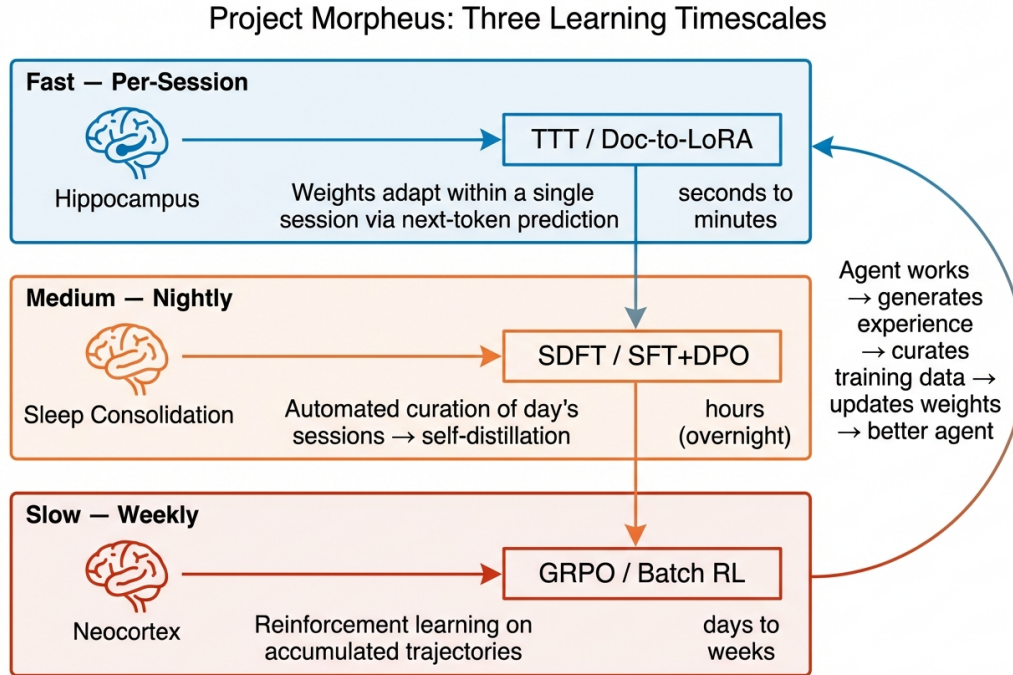 Project Morpheus: Three Learning Timescales
Fast — Per-Session
TTT / Doc-to-LoRA
Hippocampus
Weights adapt within a single
session via next-token prediction
seconds to
minutes
Medium — Nightly
SDFT / SFT+DPO
Sleep Consolidation
Automated curation of day's
sessions → self-distillation
hours
(overnight)
Slow — Weekly
GRPO / Batch RL
Neocortex
Reinforcement learning on
accumulated trajectories
days to
weeks
Agent works
→ generates
experience
→ curates
training data →
updates weights
→ better agent